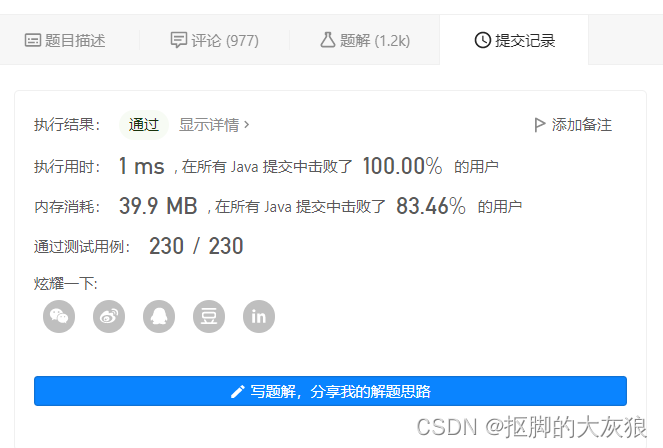 题目描述 评论 (977) 题解 (1.2k) 提交记录
执行结果： 通过 显示详情 > 添加备注
执行用时： 1 ms , 在所有 Java 提交中击败了 100.00% 的用户
内存消耗： 39.9 MB , 在所有 Java 提交中击败了 83.46% 的用户
通过测试用例： 230 / 230
炫耀一下:
豆 in
写题解，分享我的解题思路
CSDN @抠脚的大灰狼